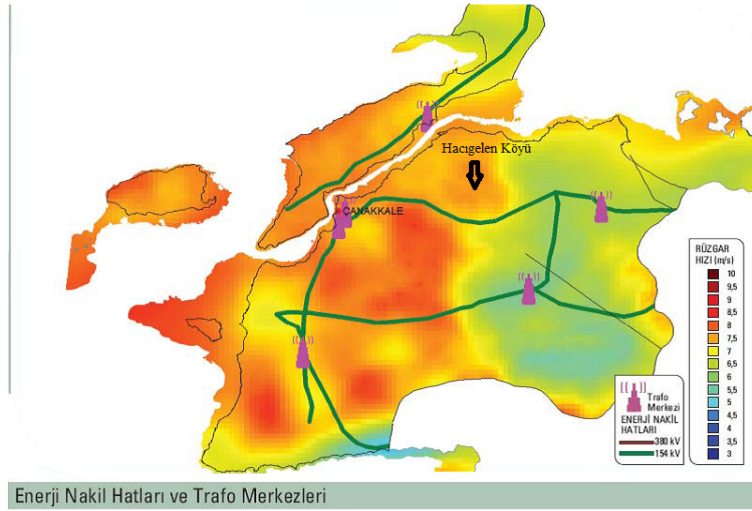 Hacıgelen Köyü
ÇANAKKALE
RÜZGAR
HIZI (m/s)
10
9,5
9
8,5
8
7,5
7
6,5
6
5,5
5
4,5
4
3,5
3
Trafo
Merkezi
ENERJİ NAKİL
HATLARI
380 kV
154 kV
Enerji Nakil Hatları ve Trafo Merkezleri